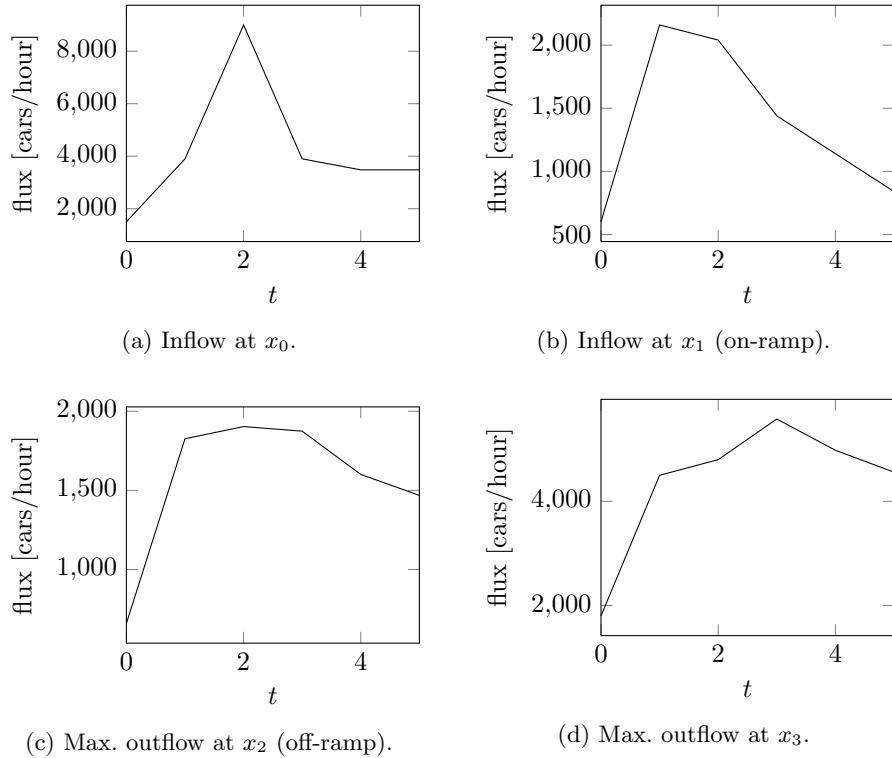 flux [cars/hour]
8,000
6,000
4,000
2,000
0 2 4
t
(a) Inflow at x₀.
flux [cars/hour]
2,000
1,500
1,000
500
0 2 4
t
(b) Inflow at x₁ (on-ramp).
flux [cars/hour]
2,000
1,500
1,000
0 2 4
t
(c) Max. outflow at x₂ (off-ramp).
flux [cars/hour]
4,000
2,000
0 2 4
t
(d) Max. outflow at x₃.